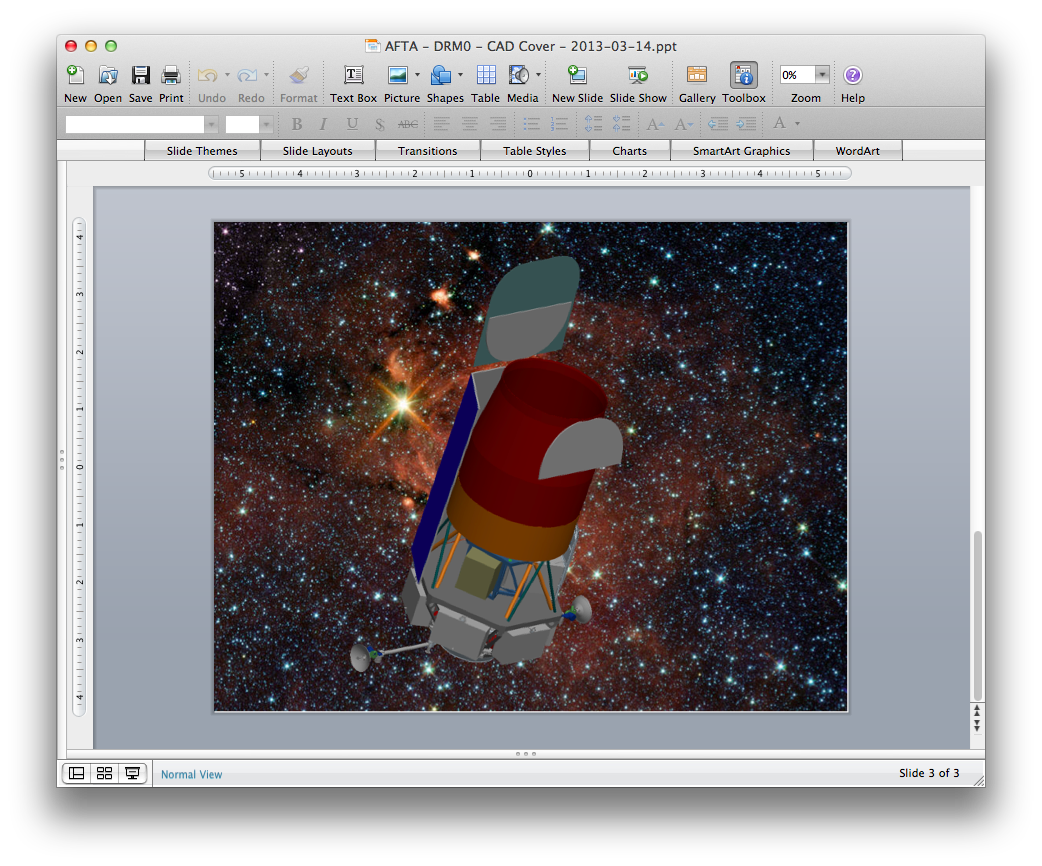 AFTA – DRM0 – CAD Cover – 2013-03-14.ppt
New Open Save Print Undo Redo Format Text Box Picture Shapes Table Media New Slide Slide Show Gallery Toolbox Zoom Help
0%
B I U S ABC A A A
Slide Themes Slide Layouts Transitions Table Styles Charts SmartArt Graphics WordArt
5 4 3 2 1 0 1 2 3 4 5
4
3
2
1
0
1
2
3
4
Normal View Slide 3 of 3